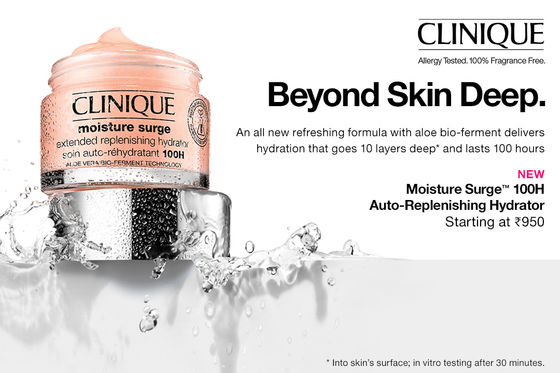 CLINIQUE
Allergy Tested. 100% Fragrance Free.
Beyond Skin Deep.
An all new refreshing formula with aloe bio-ferment delivers
hydration that goes 10 layers deep* and lasts 100 hours
NEW
Moisture Surge™ 100H
Auto-Replenishing Hydrator
Starting at ₹950
CLINIQUE
moisture surge
extended replenishing hydrator
soin auto-réhydratant 100H
ALOE VERA BIO-FERMENT TECHNOLOGY
* Into skin's surface; in vitro testing after 30 minutes.